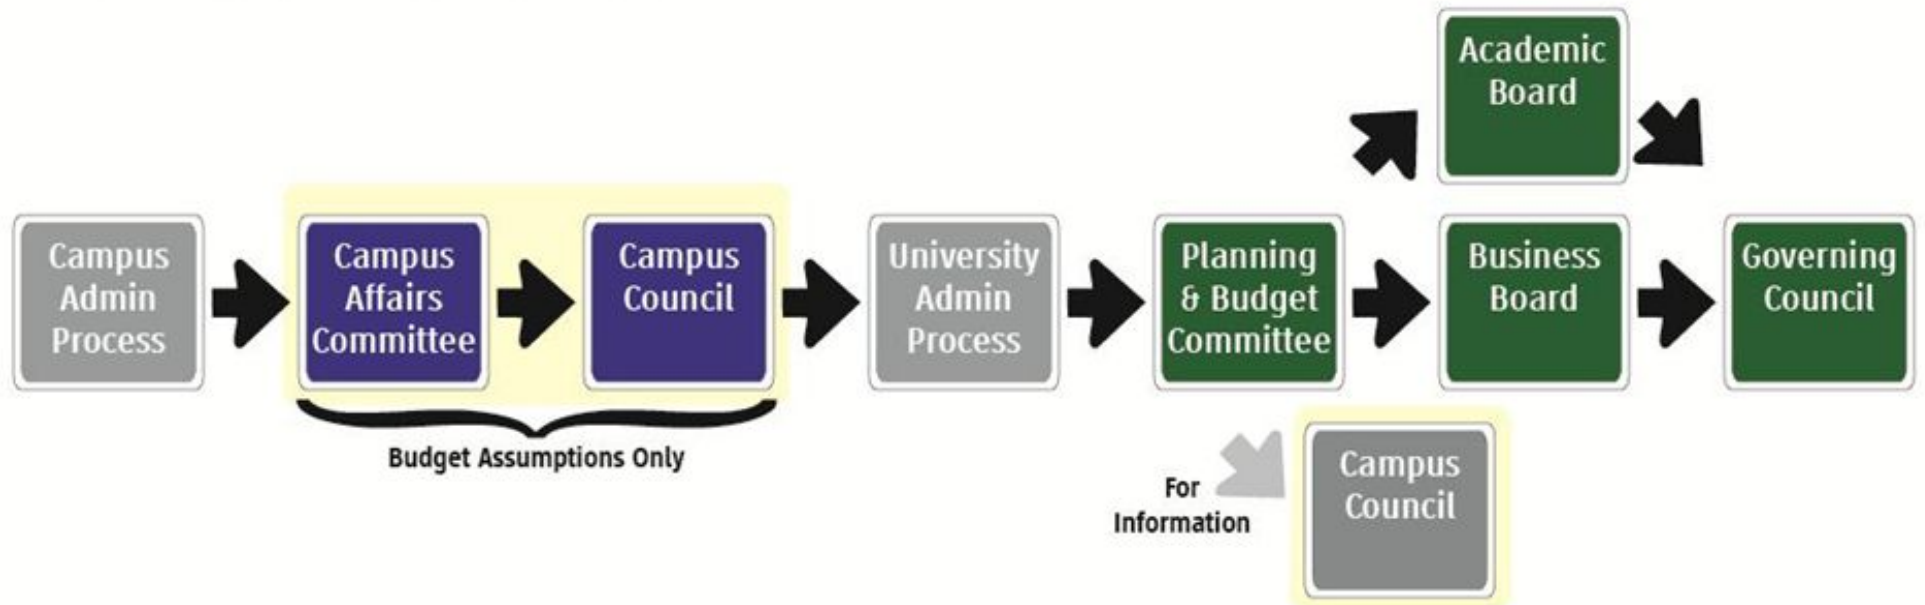 Academic
Board
Campus
Admin
Process
Campus
Affairs
Committee
Campus
Council
University
Admin
Process
Planning
& Budget
Committee
Business
Board
Governing
Council
Budget Assumptions Only
For
Information
Campus
Council